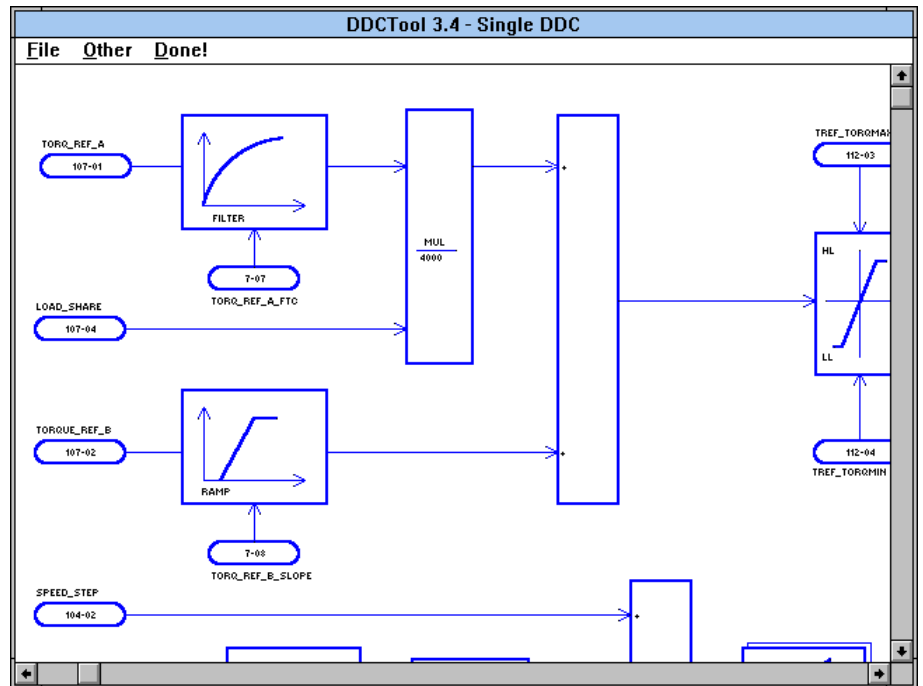 DDCTool 3.4 - Single DDC
File Other Done!
TORQ_REF_A
107-01
FILTER
7-07
TORQ_REF_A_FTC
LOAD_SHARE
107-04
MUL
4000
TORQUE_REF_B
107-02
RAMP
7-08
TORQ_REF_B_SLOPE
SPEED_STEP
104-02
+
+
+
TREF_TORQMAX
112-03
HL
LL
112-04
TREF_TORQMIN